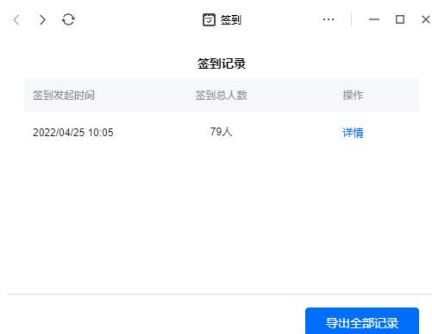 签到
签到记录
签到发起时间 签到总人数 操作
2022/04/25 10:05 79人 详情
导出全部记录